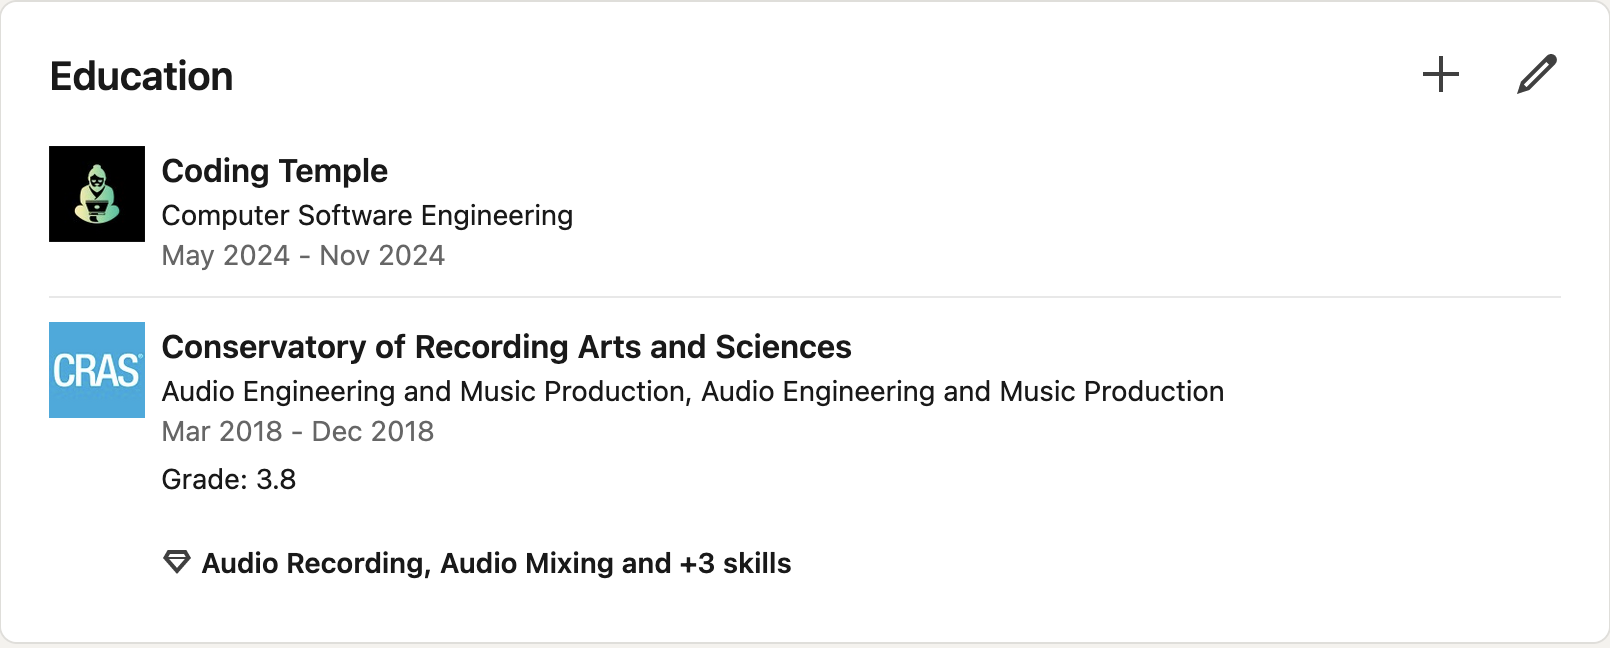 Education
Coding Temple
Computer Software Engineering
May 2024 - Nov 2024
CRAS®
Conservatory of Recording Arts and Sciences
Audio Engineering and Music Production, Audio Engineering and Music Production
Mar 2018 - Dec 2018
Grade: 3.8
Audio Recording, Audio Mixing and +3 skills